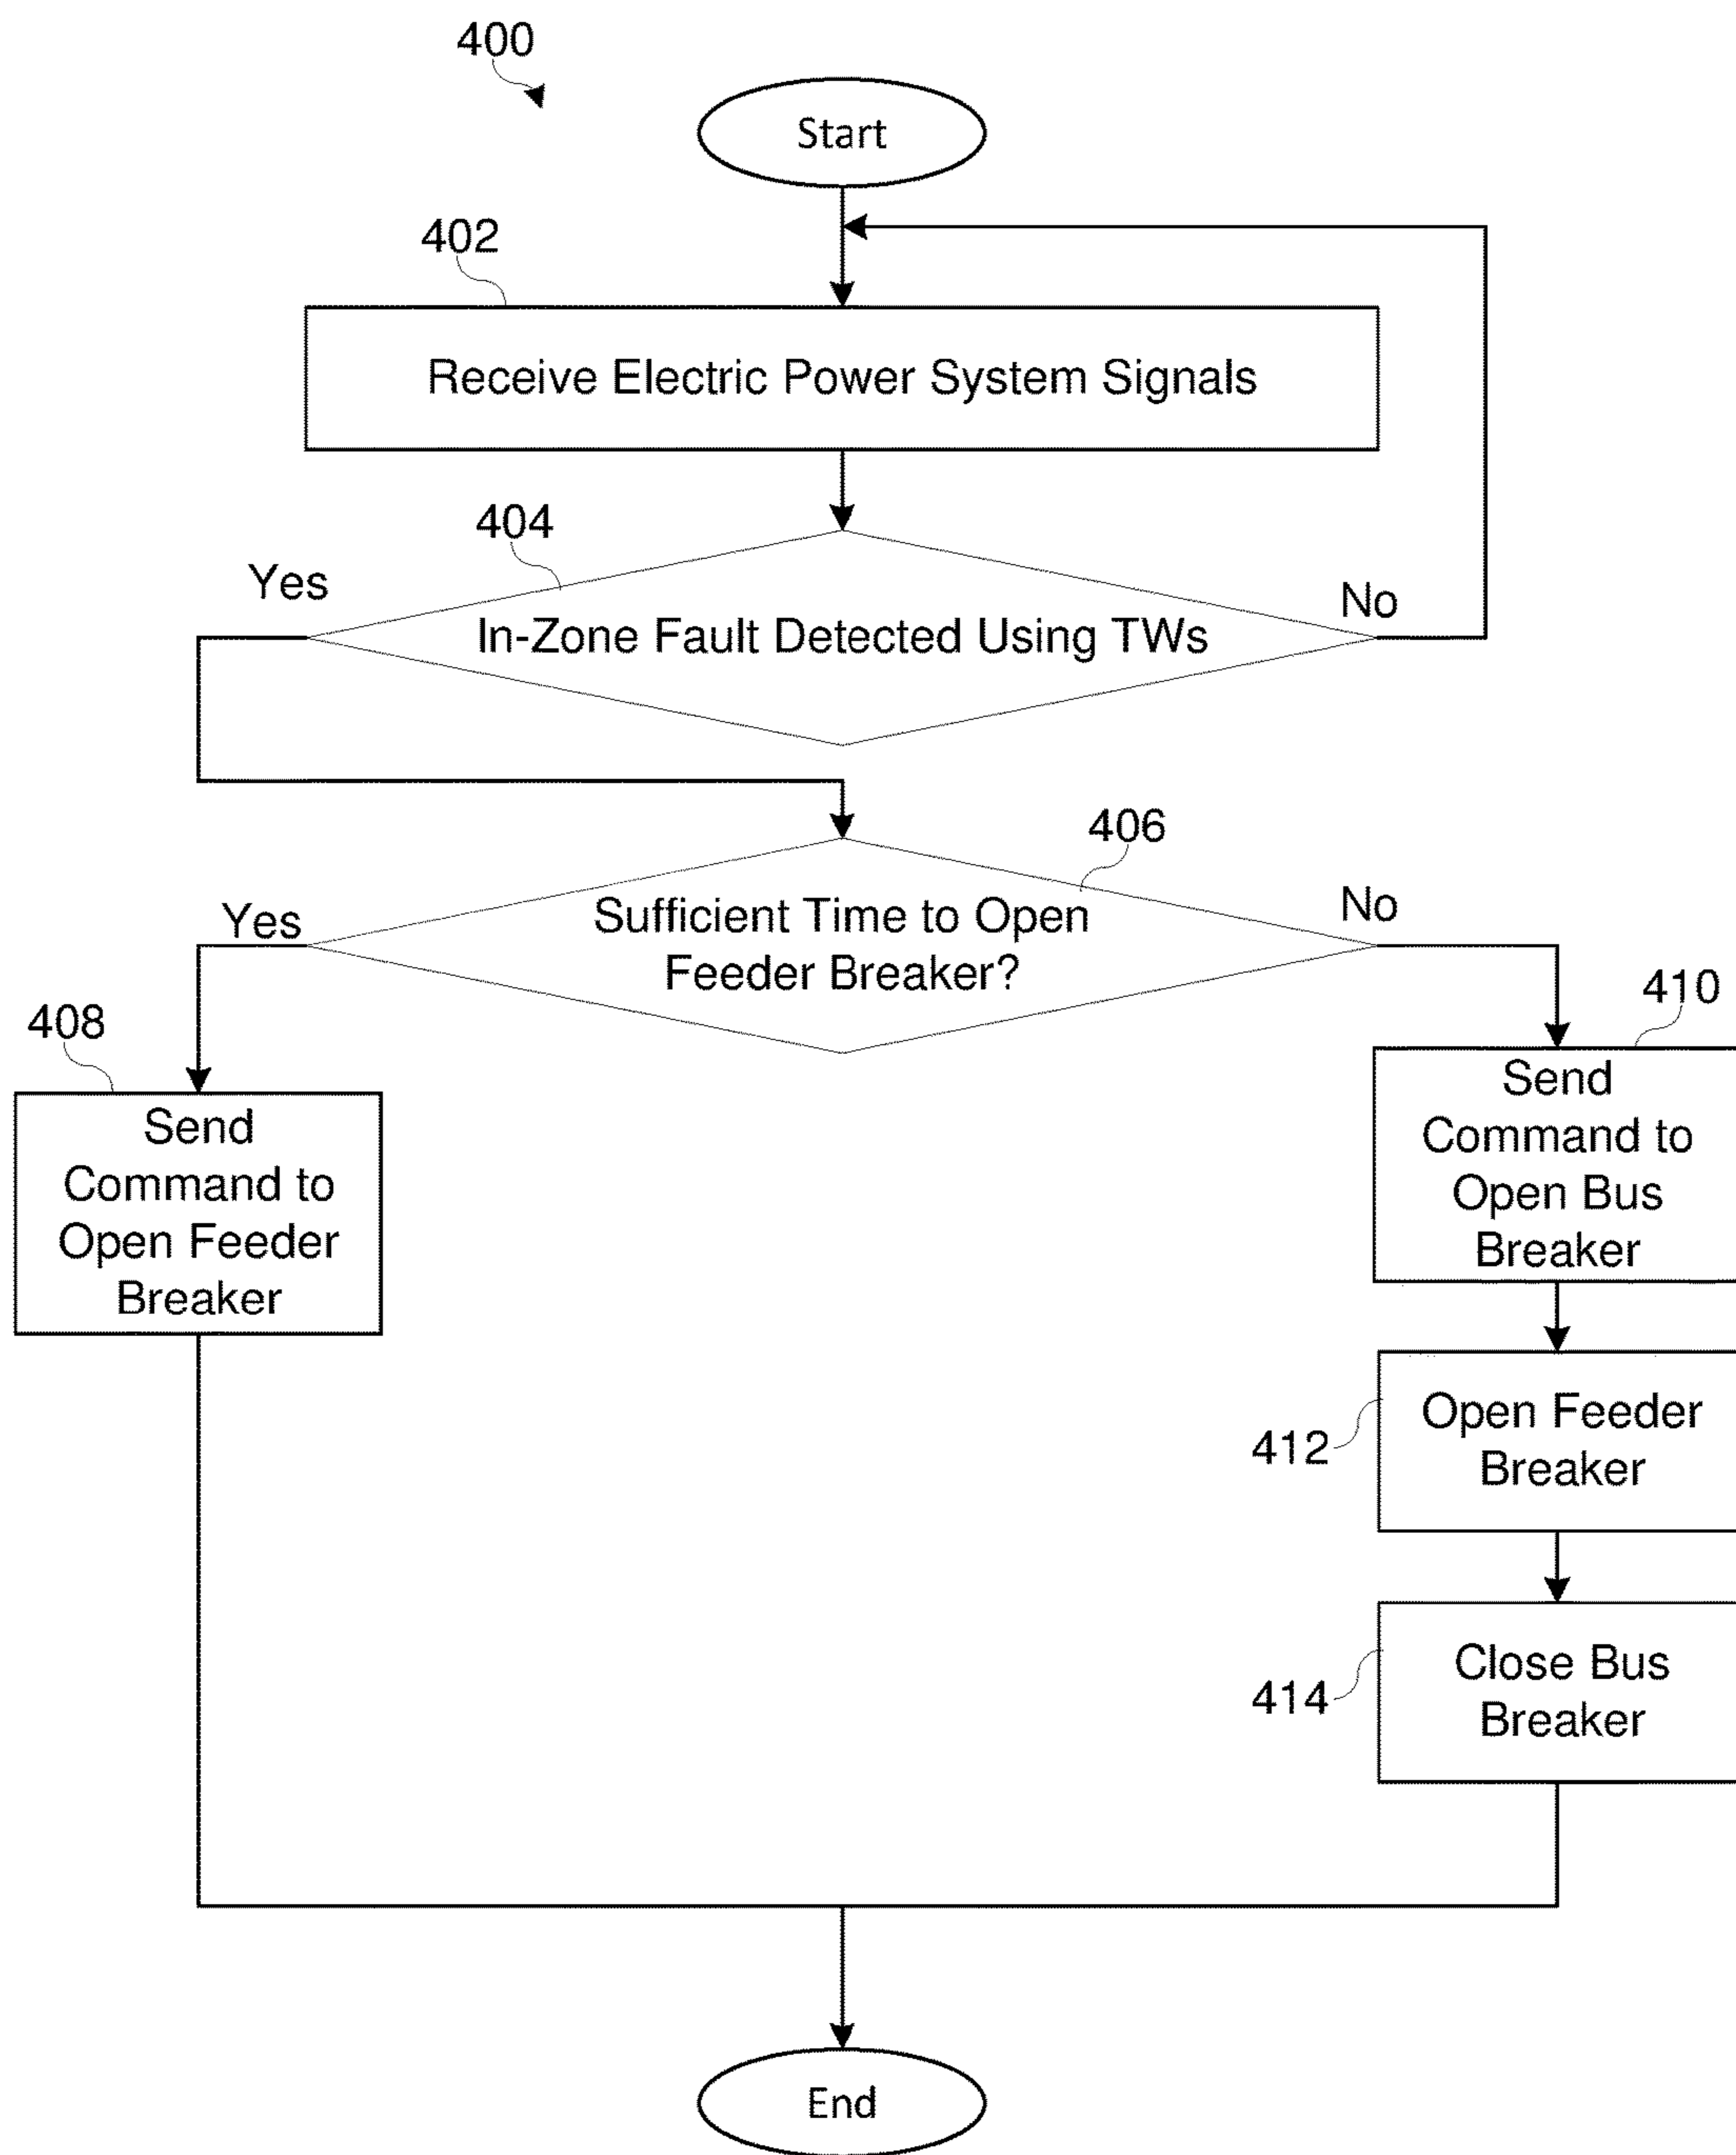 400
Start
402
Receive Electric Power System Signals
404
Yes
No
In-Zone Fault Detected Using TWs
406
Yes
No
Sufficient Time to Open
Feeder Breaker?
408
Send
Command to
Open Feeder
Breaker
410
Send
Command to
Open Bus
Breaker
412
Open Feeder
Breaker
414
Close Bus
Breaker
End